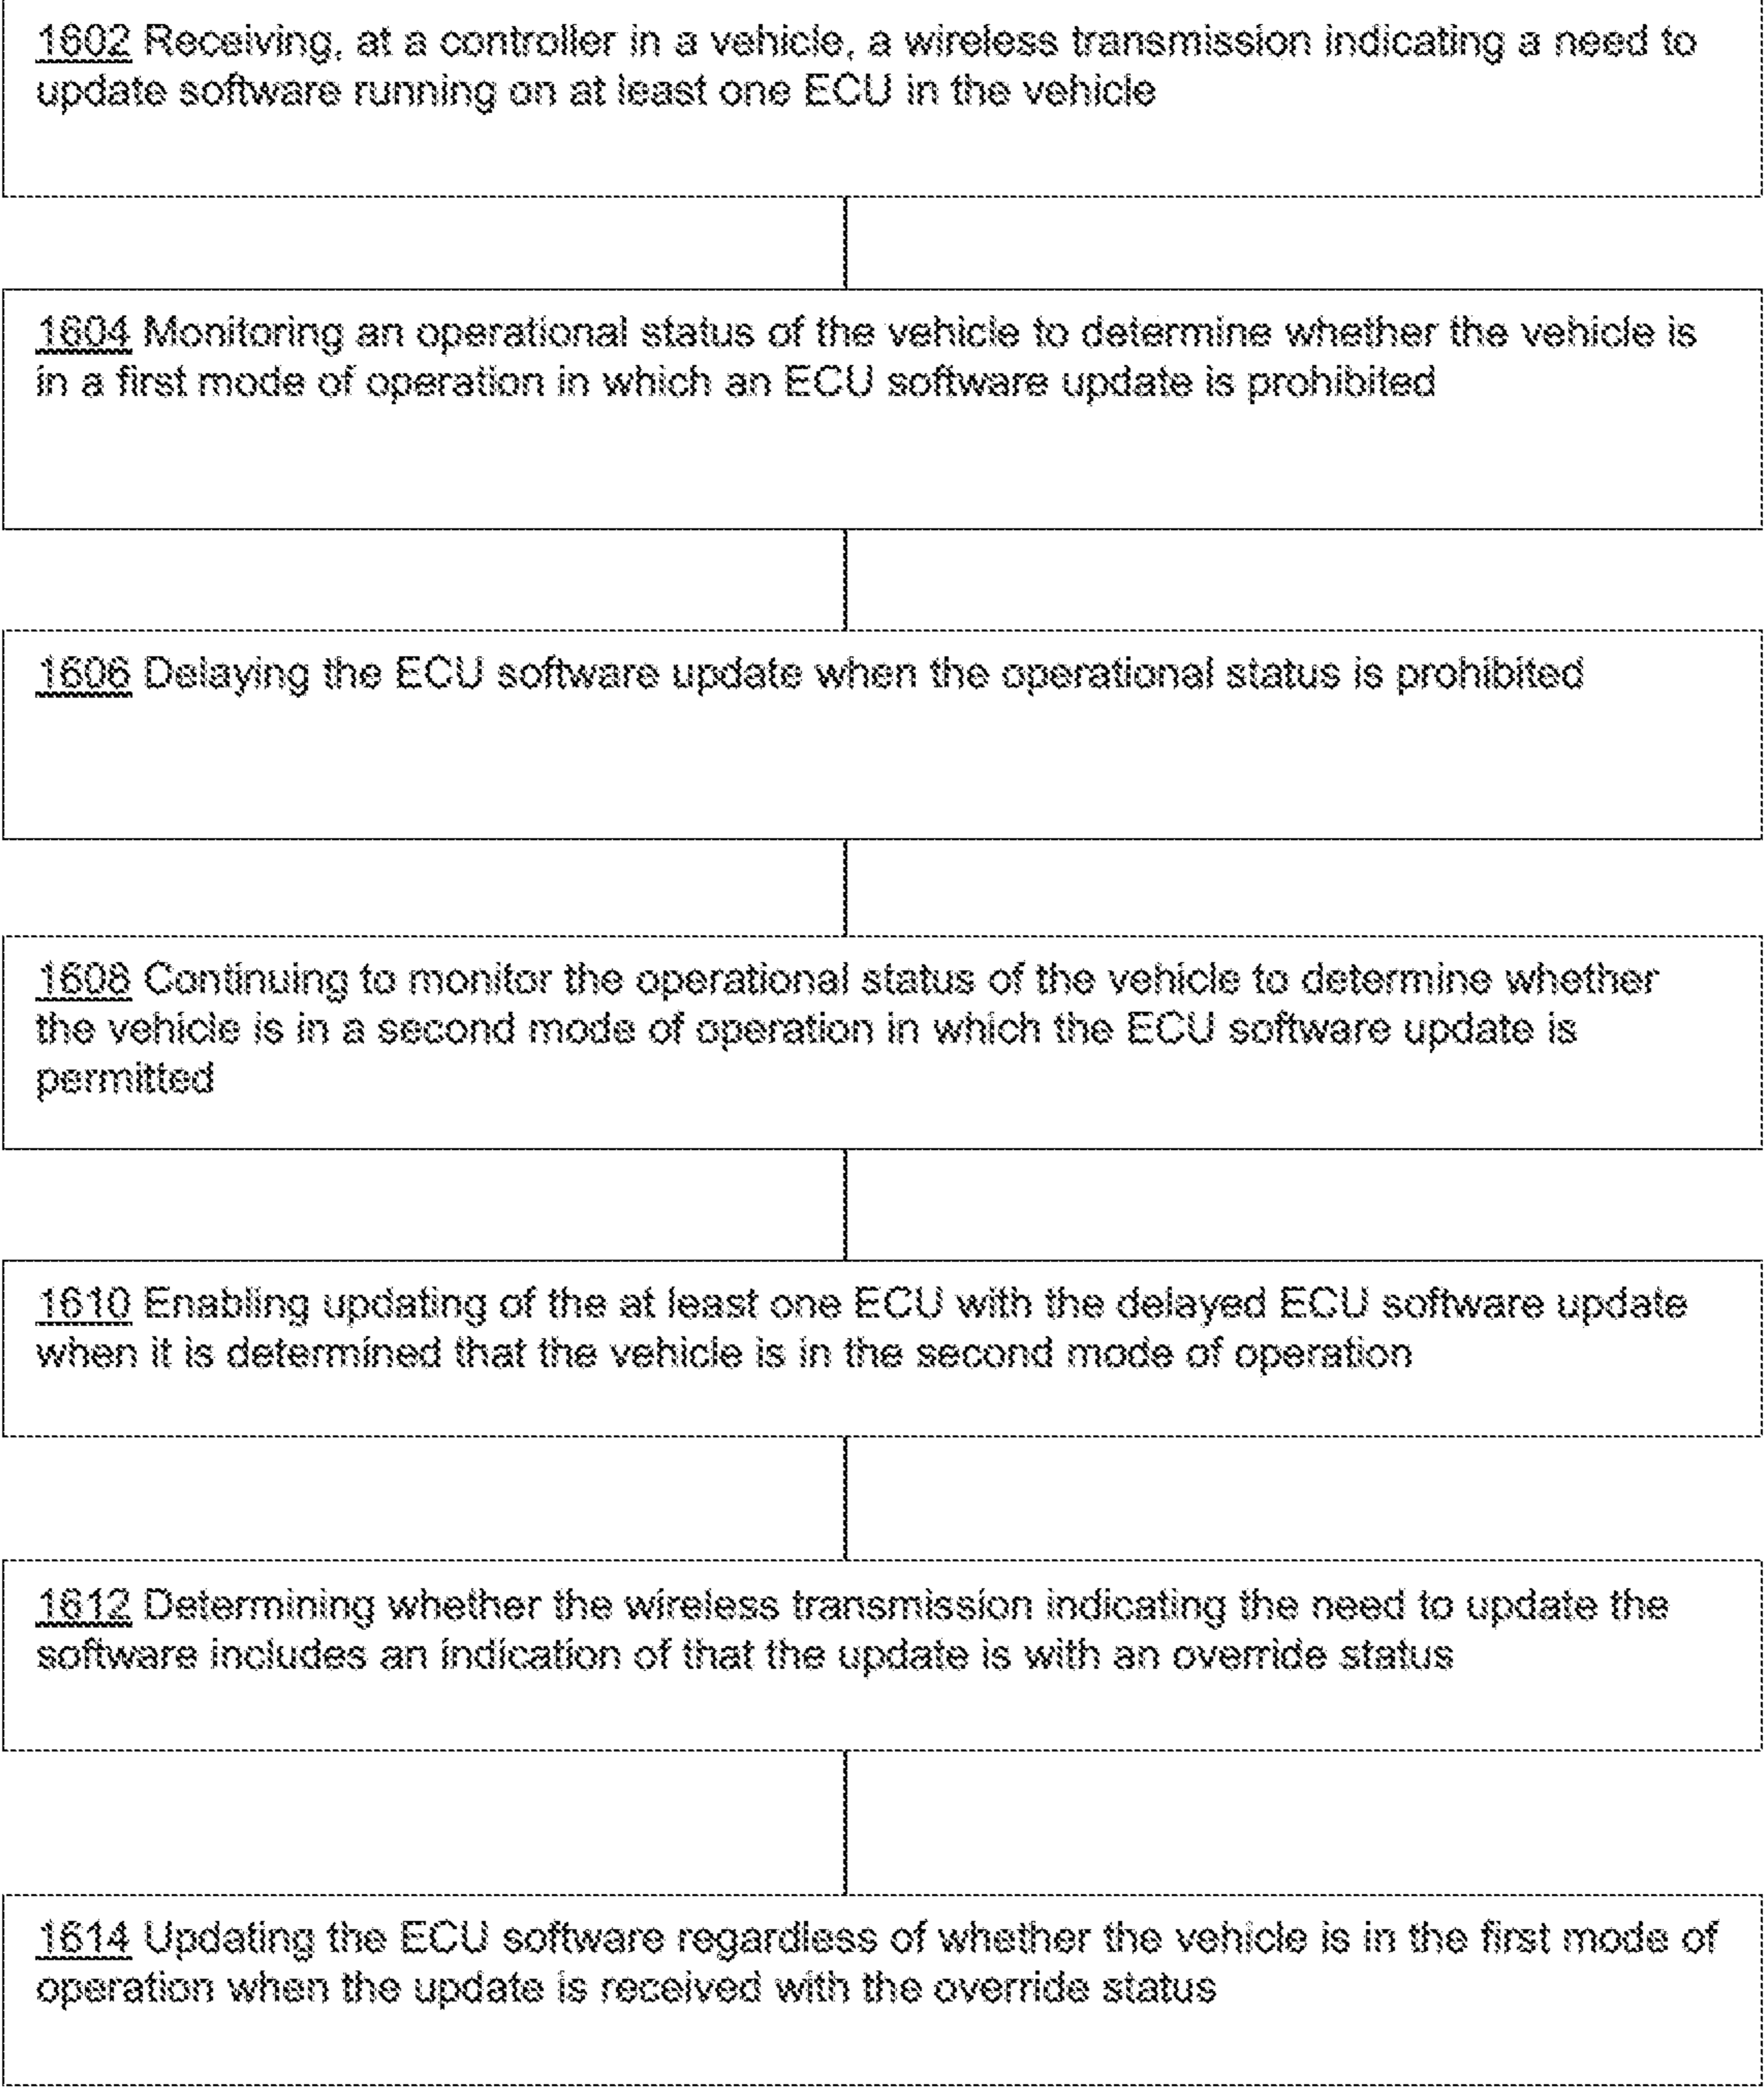 1602 Receiving, at a controller in a vehicle, a wireless transmission indicating a need to
update software running on at least one ECU in the vehicle
1604 Monitoring an operational status of the vehicle to determine whether the vehicle is
in a first mode of operation in which an ECU software update is prohibited
1606 Delaying the ECU software update when the operational status is prohibited
1608 Continuing to monitor the operational status of the vehicle to determine whether
the vehicle is in a second mode of operation in which the ECU software update is
permitted
1610 Enabling updating of the at least one ECU with the delayed ECU software update
when it is determined that the vehicle is in the second mode of operation
1612 Determining whether the wireless transmission indicating the need to update the
software includes an indication of that the update is with an override status
1614 Updating the ECU software regardless of whether the vehicle is in the first mode of
operation when the update is received with the override status